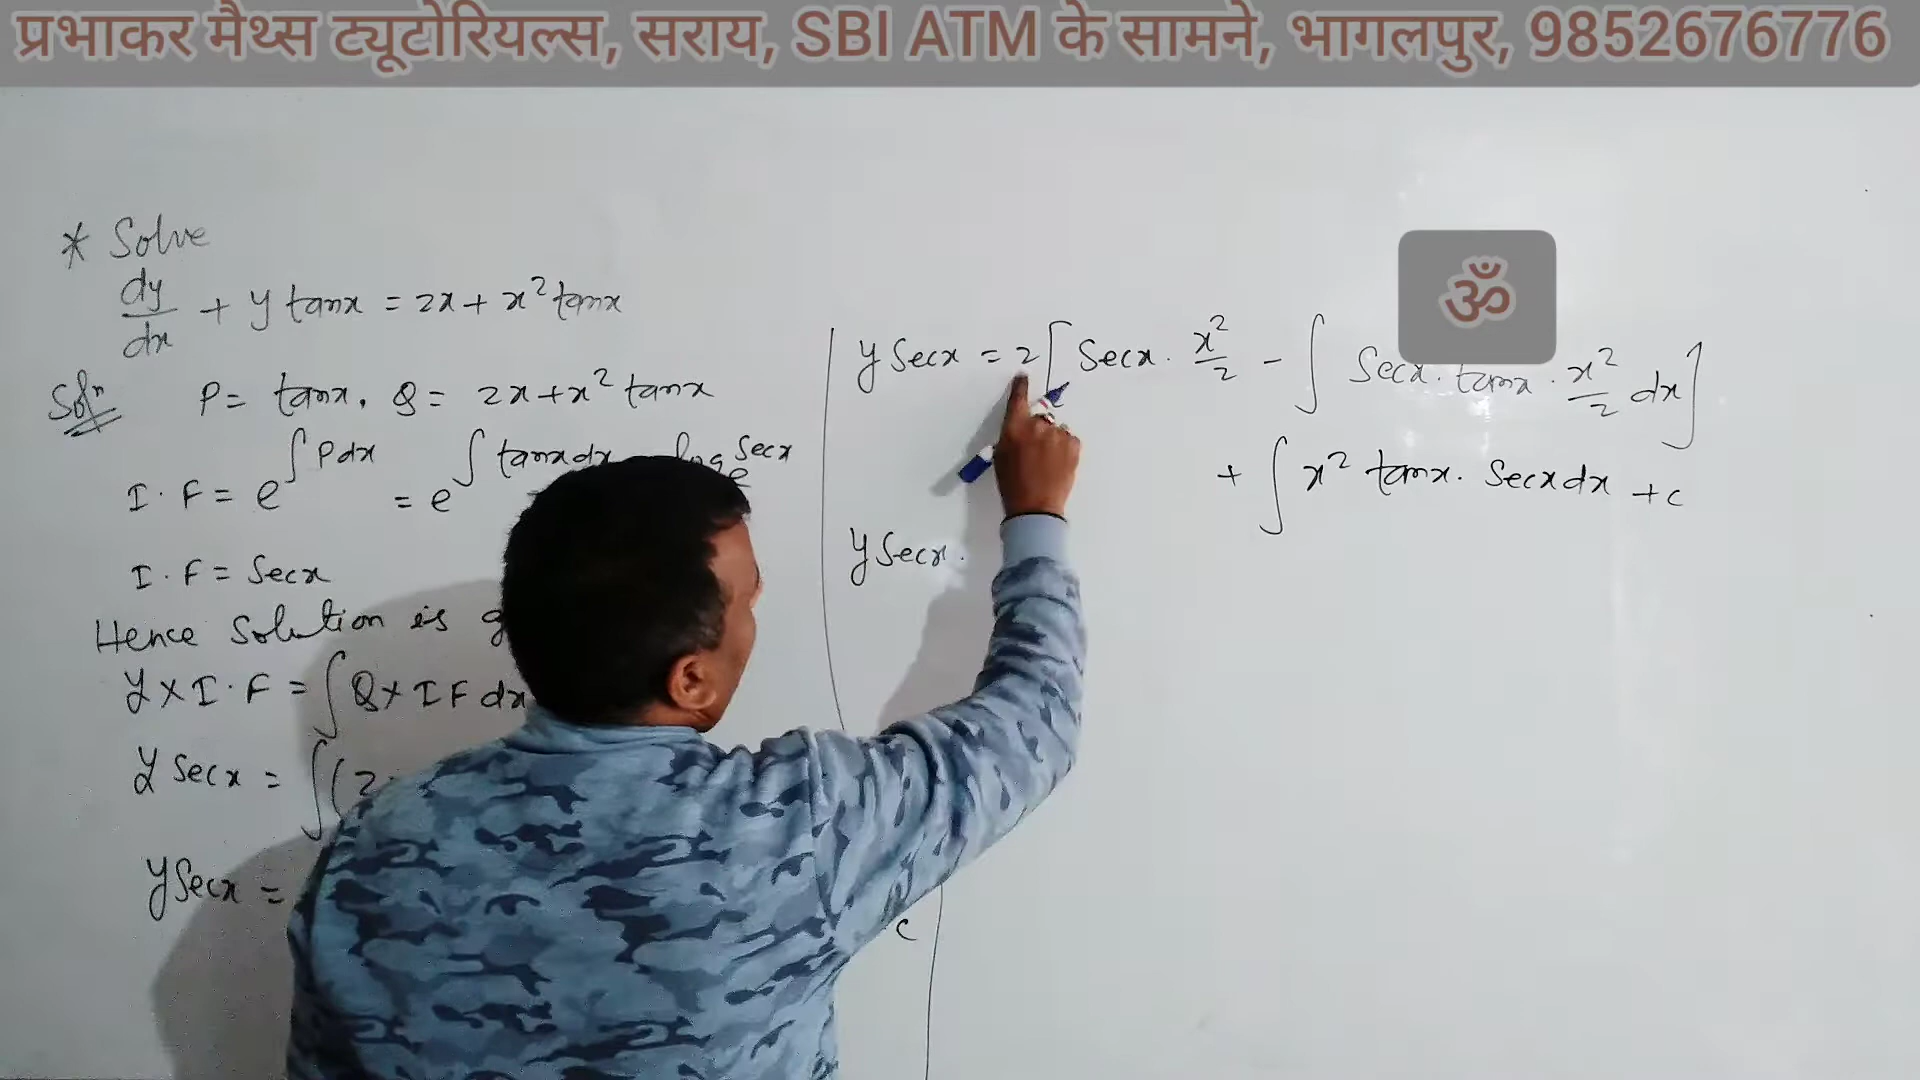 प्रभाकर मैथ्स ट्यूटोरियल्स, सराय, SBI ATM के सामने, भागलपुर, 9852676776
ॐ
* Solve
dy/dx + y tanx = 2x + x² tanx
Solⁿ P = tanx, Q = 2x + x² tanx
I.F = e^∫Pdx = e^∫tanxdx log Secx
I.F = Secx
Hence Solution is
y × I.F = ∫ Q × IF dx
y Secx = ∫(2
y Secx =
c
y Secx = 2[Secx . x²/2 - ∫ Secx . tanx . x²/2 dx]
+ ∫ x² tanx . Secx dx + c
y Secx